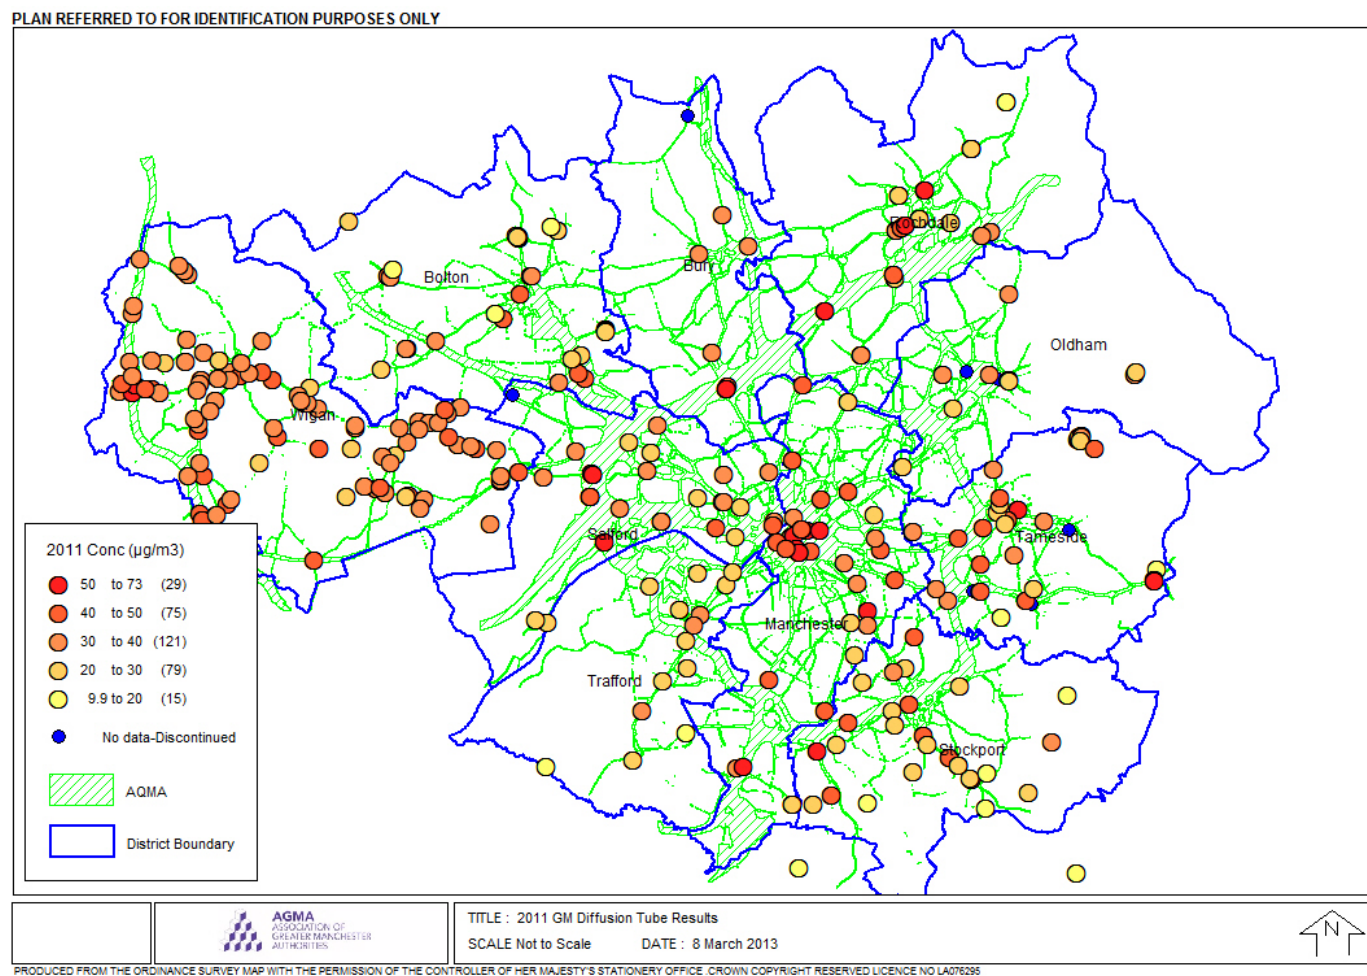 PLAN REFERRED TO FOR IDENTIFICATION PURPOSES ONLY
Rochdale
Bury
Bolton
Oldham
Wigan
Salford
Tameside
Manchester
Trafford
Stockport
2011 Conc (µg/m3)
50 to 73 (29)
40 to 50 (75)
30 to 40 (121)
20 to 30 (79)
9.9 to 20 (15)
No data-Discontinued
AQMA
District Boundary
AGMA
ASSOCIATION OF
GREATER MANCHESTER
AUTHORITIES
TITLE : 2011 GM Diffusion Tube Results
SCALE Not to Scale DATE : 8 March 2013
N
PRODUCED FROM THE ORDINANCE SURVEY MAP WITH THE PERMISSION OF THE CONTROLLER OF HER MAJESTY'S STATIONERY OFFICE .CROWN COPYRIGHT RESERVED LICENCE NO LA076295